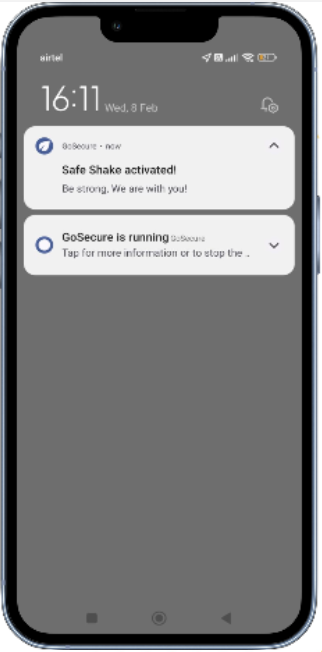 airtel
16:11 Wed, 8 Feb
GoSecure • now
Safe Shake activated!
Be strong. We are with you!
GoSecure is running GoSecure
Tap for more information or to stop the ..